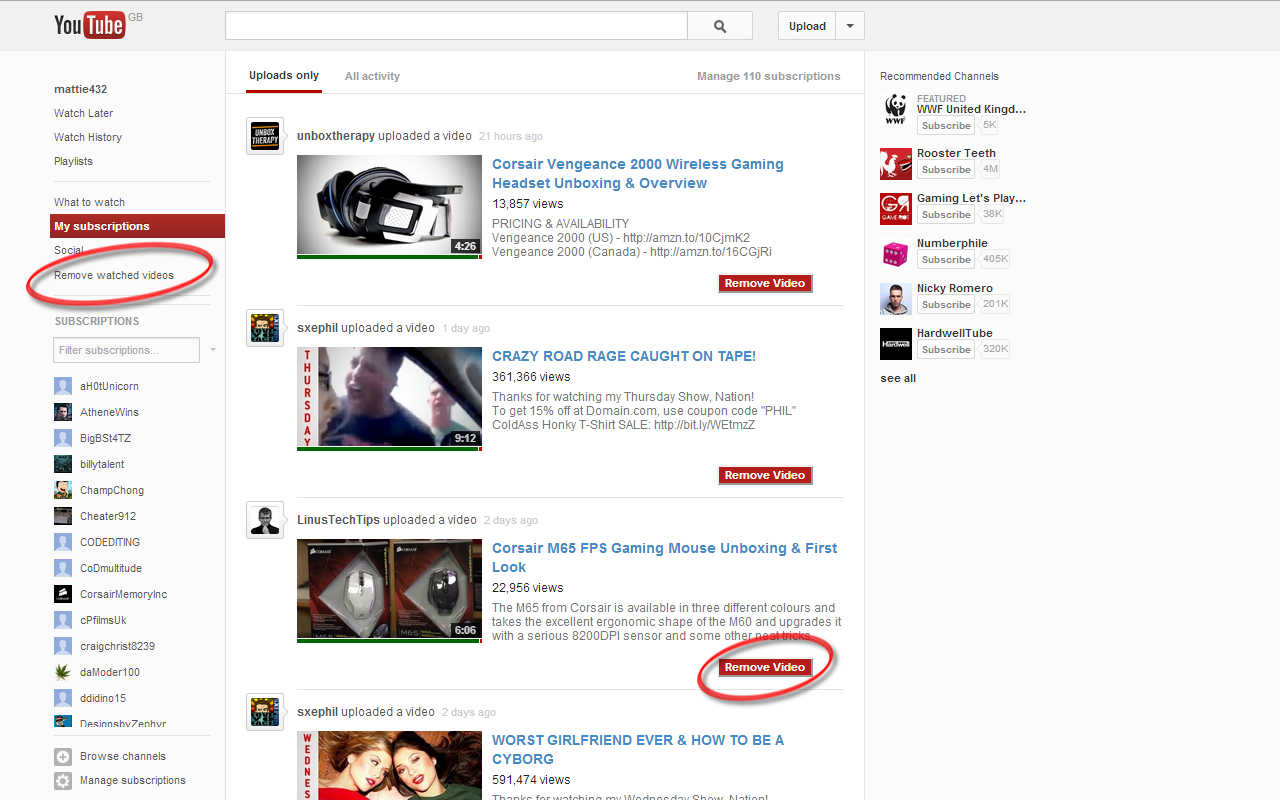 YouTube GB
Upload
mattie432
Watch Later
Watch History
Playlists
What to watch
My subscriptions
Social
Remove watched videos
SUBSCRIPTIONS
Filter subscriptions...
aH0tUnicorn
AtheneWins
BigBSt4TZ
billytalent
ChampChong
Cheater912
CODEDITING
CoDmultitude
CorsairMemoryInc
cPfilmsUk
craigchrist8239
daModer100
ddidino15
DesignsbyZephyr
Browse channels
Manage subscriptions
Uploads only
All activity
Manage 110 subscriptions
UNBOX
THERAPY
unboxtherapy uploaded a video 21 hours ago
4:26
Corsair Vengeance 2000 Wireless Gaming
Headset Unboxing & Overview
13,857 views
PRICING & AVAILABILITY
Vengeance 2000 (US) - http://amzn.to/10CjmK2
Vengeance 2000 (Canada) - http://amzn.to/16CGjRi
Remove Video
sxephil uploaded a video 1 day ago
THURSDAY
9:12
CRAZY ROAD RAGE CAUGHT ON TAPE!
361,366 views
Thanks for watching my Thursday Show, Nation!
To get 15% off at Domain.com, use coupon code "PHIL"
ColdAss Honky T-Shirt SALE: http://bit.ly/WEtmzZ
Remove Video
LinusTechTips uploaded a video 2 days ago
CORSAIR
M65
M65
6:06
Corsair M65 FPS Gaming Mouse Unboxing & First
Look
22,956 views
The M65 from Corsair is available in three different colours and
takes the excellent ergonomic shape of the M60 and upgrades it
with a serious 8200DPI sensor and some other neat tricks.
Remove Video
sxephil uploaded a video 2 days ago
WEDNES
WORST GIRLFRIEND EVER & HOW TO BE A
CYBORG
591,474 views
Thanks for watching my Wednesday Show, Nation!
Recommended Channels
WWF
FEATURED
WWF United Kingd...
Subscribe 5K
Rooster Teeth
Subscribe 4M
Gaming Let's Play...
Subscribe 38K
Numberphile
Subscribe 405K
Nicky Romero
Subscribe 201K
Hardwell
HardwellTube
Subscribe 320K
see all